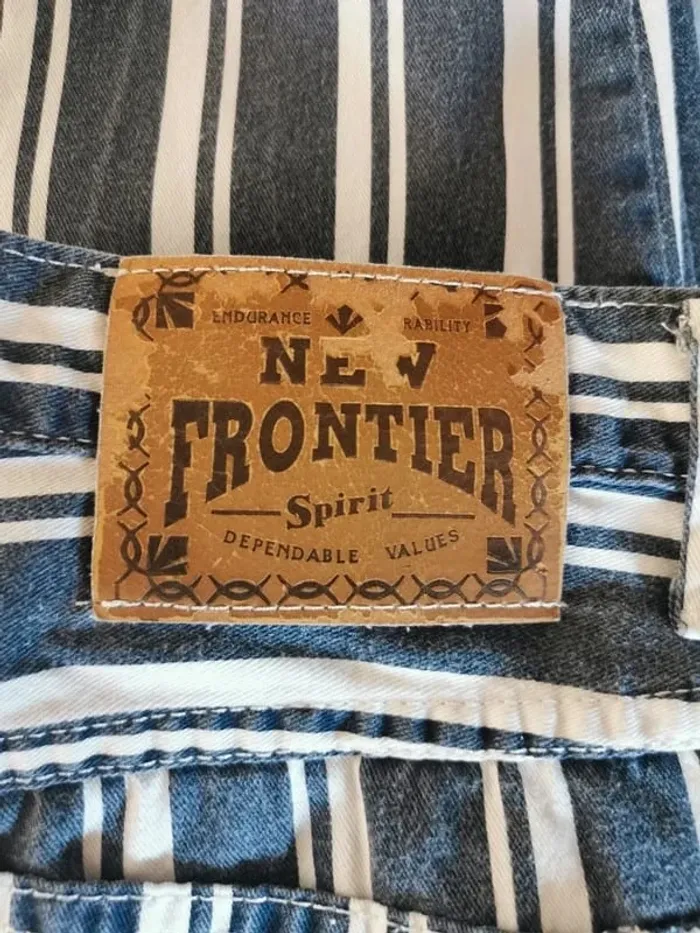 ENDURANCE RABILITY
NEW
FRONTIER
Spirit
DEPENDABLE VALUES